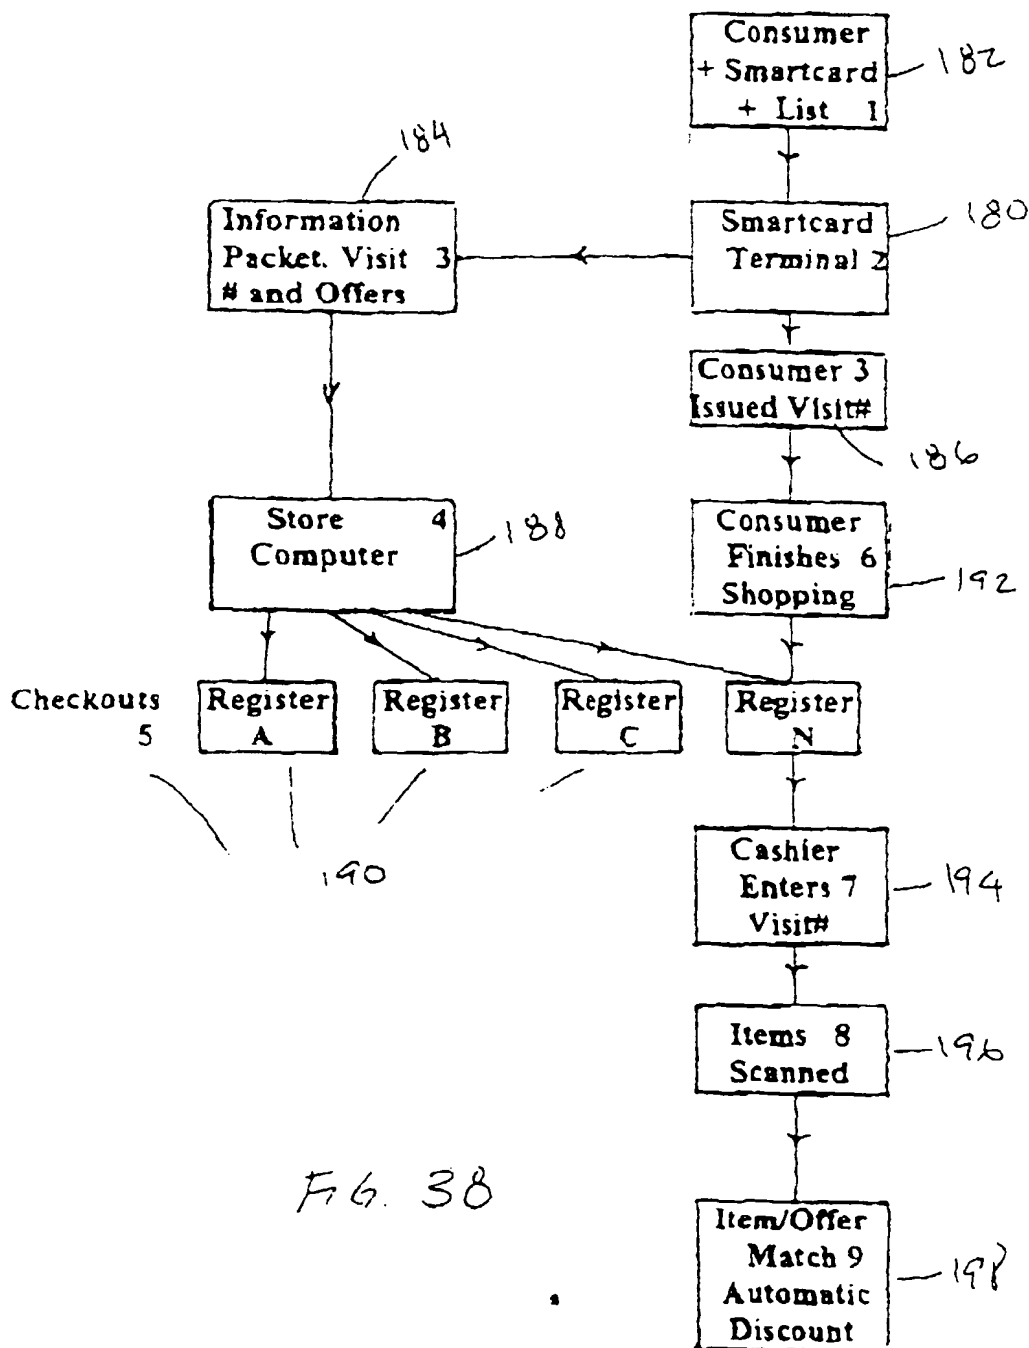 Consumer
+ Smartcard
+ List 1
182
184
Information
Packet. Visit 3
# and Offers
Smartcard
Terminal 2
180
Consumer 3
Issued Visit#
186
Store 4
Computer
188
Consumer
Finishes 6
Shopping
192
Checkouts
5
Register
A
Register
B
Register
C
Register
N
190
Cashier
Enters 7
Visit#
194
Items 8
Scanned
196
FIG. 38
Item/Offer
Match 9
Automatic
Discount
198